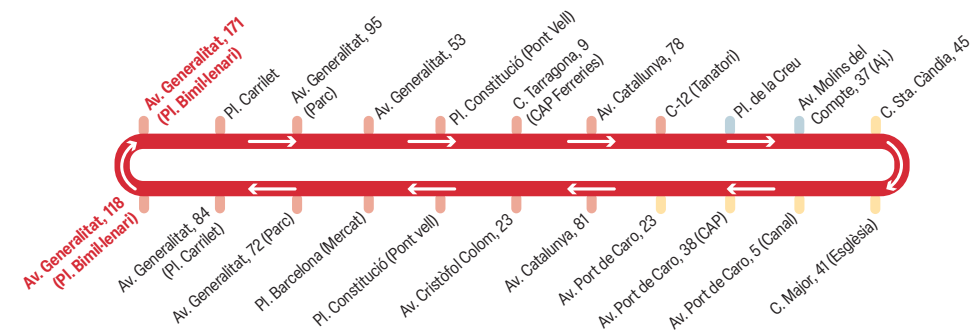 Av. Generalitat, 171
(Pl. Bimil·lenari)
Pl. Carrilet
Av. Generalitat, 95
(Parc)
Av. Generalitat, 53
Pl. Constitució (Pont Vell)
C. Tarragona, 9
(CAP Ferreries)
Av. Catallunya, 78
C-12 (Tanatori)
Pl. de la Creu
Av. Molins del
Compte, 37 (Aj.)
C. Sta. Càndia, 45
Av. Generalitat, 118
(Pl. Bimil·lenari)
Av. Generalitat, 84
(Pl. Carrilet)
Av. Generalitat, 72 (Parc)
Pl. Barcelona (Mercat)
Pl. Constitució (Pont vell)
Av. Cristòfol Colom, 23
Av. Catalunya, 81
Av. Port de Caro, 23
Av. Port de Caro, 38 (CAP)
Av. Port de Caro, 5 (Canal)
C. Major, 41 (Esglèsia)